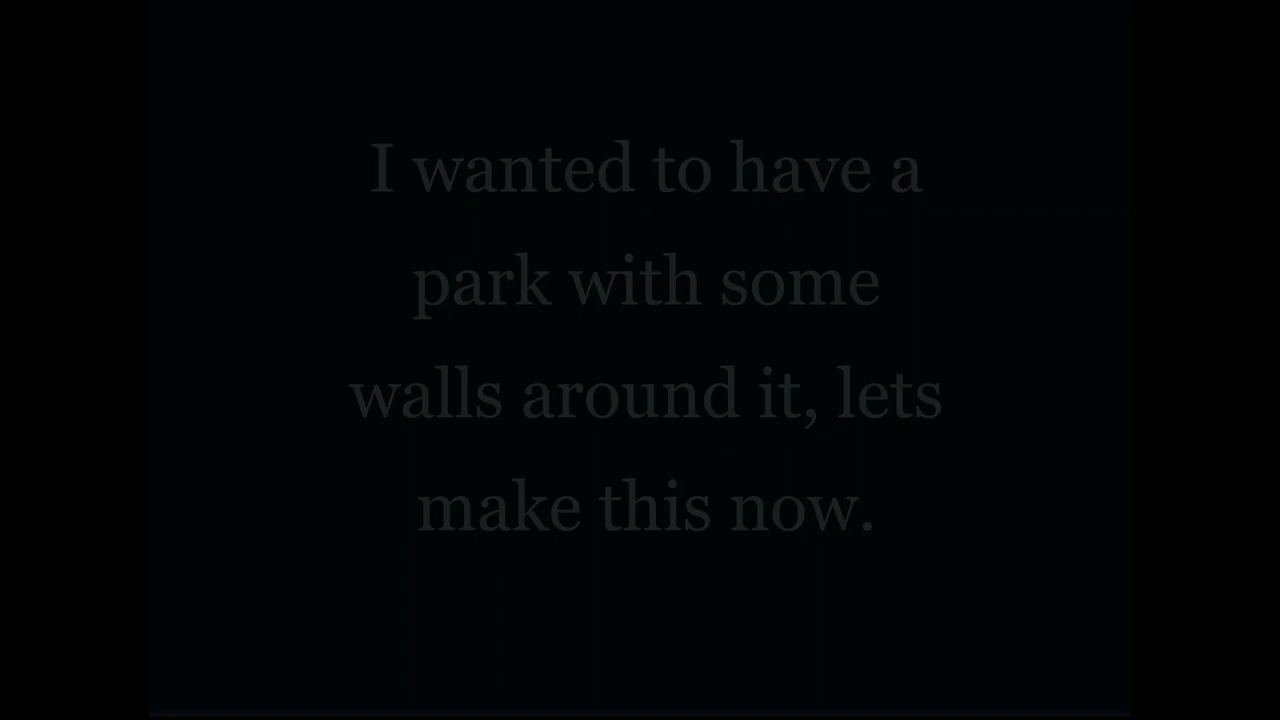 I wanted to have a
park with some
walls around it, lets
make this now.